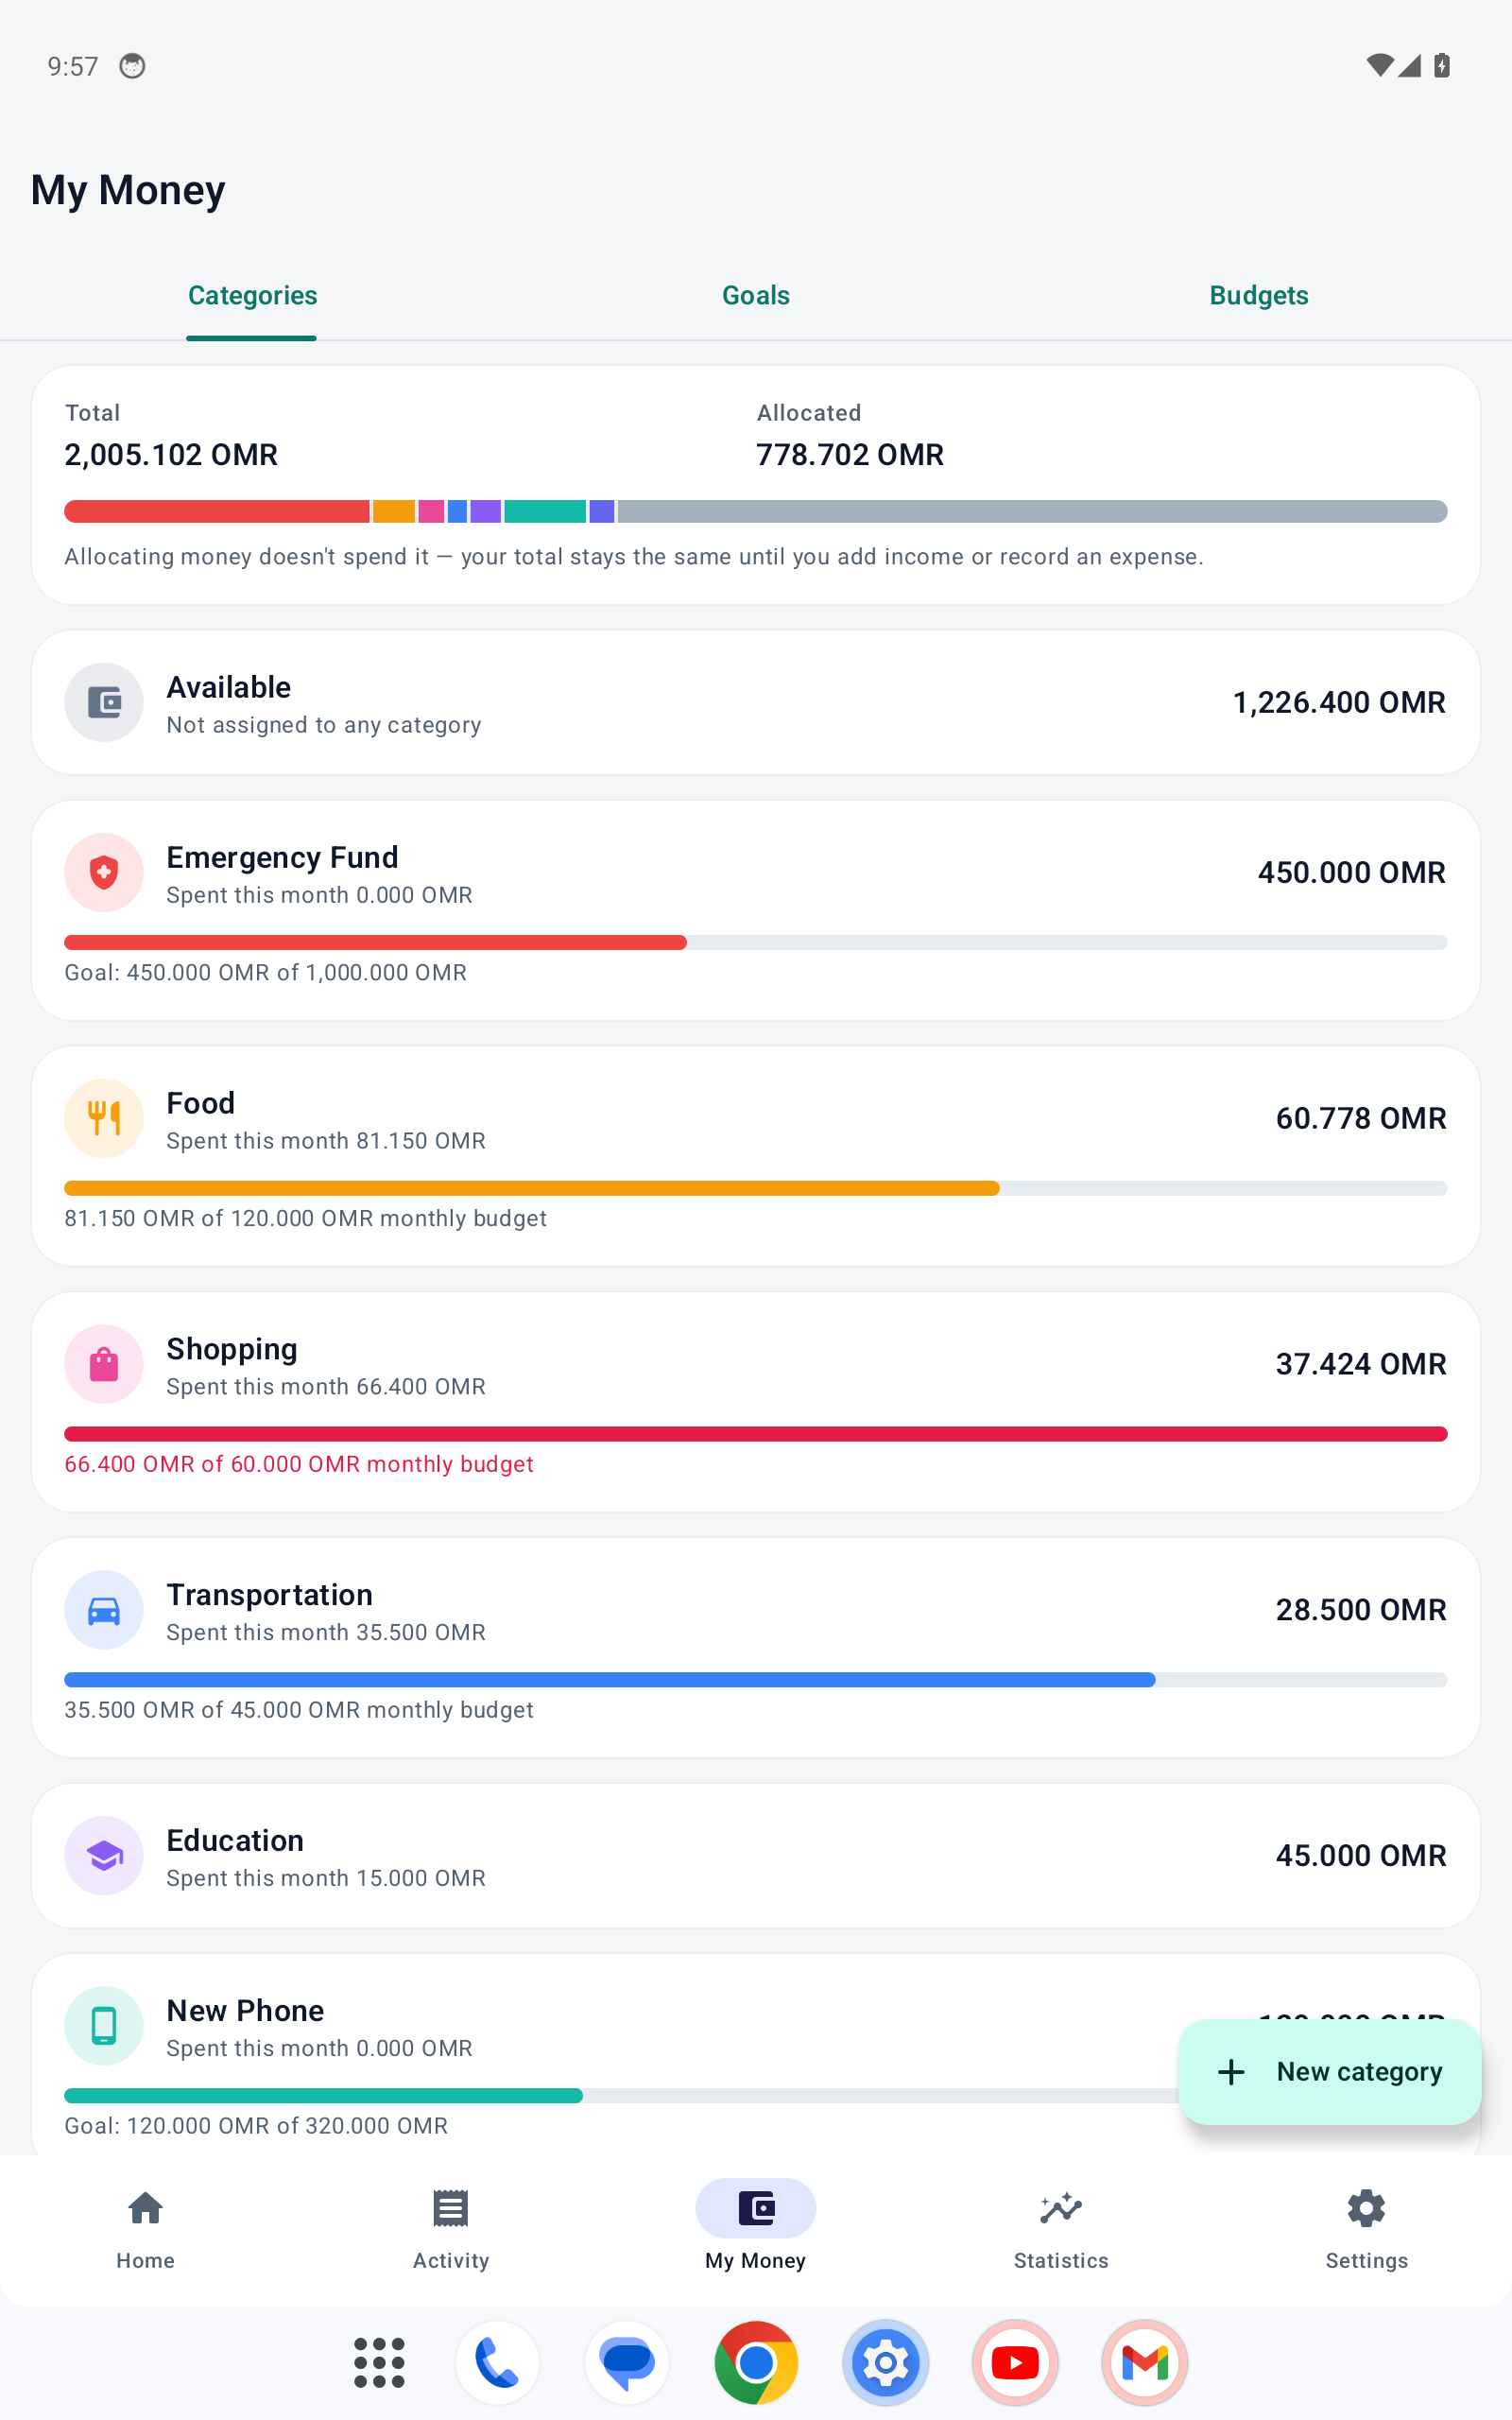 9:57
My Money
Categories
Goals
Budgets
Total
Allocated
2,005.102 OMR
778.702 OMR
Allocating money doesn't spend it — your total stays the same until you add income or record an expense.
Available
Not assigned to any category
1,226.400 OMR
Emergency Fund
Spent this month 0.000 OMR
450.000 OMR
Goal: 450.000 OMR of 1,000.000 OMR
Food
Spent this month 81.150 OMR
60.778 OMR
81.150 OMR of 120.000 OMR monthly budget
Shopping
Spent this month 66.400 OMR
37.424 OMR
66.400 OMR of 60.000 OMR monthly budget
Transportation
Spent this month 35.500 OMR
28.500 OMR
35.500 OMR of 45.000 OMR monthly budget
Education
Spent this month 15.000 OMR
45.000 OMR
New Phone
Spent this month 0.000 OMR
Goal: 120.000 OMR of 320.000 OMR
New category
Home
Activity
My Money
Statistics
Settings